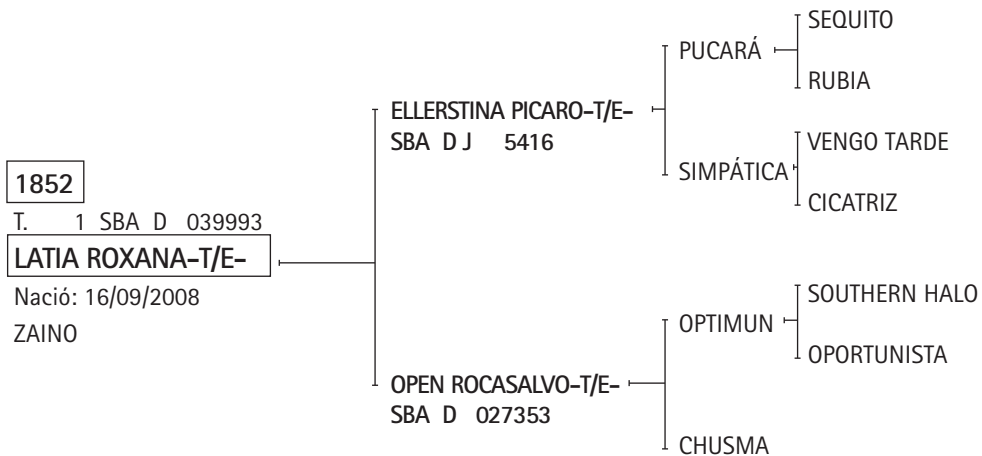 1852
T. 1 SBA D 039993
LATIA ROXANA-T/E-
Nació: 16/09/2008
ZAINO
ELLERSTINA PICARO-T/E-
SBA D J 5416
OPEN ROCASALVO-T/E-
SBA D 027353
PUCARÁ
SIMPÁTICA
OPTIMUN
CHUSMA
SEQUITO
RUBIA
VENGO TARDE
CICATRIZ
SOUTHERN HALO
OPORTUNISTA